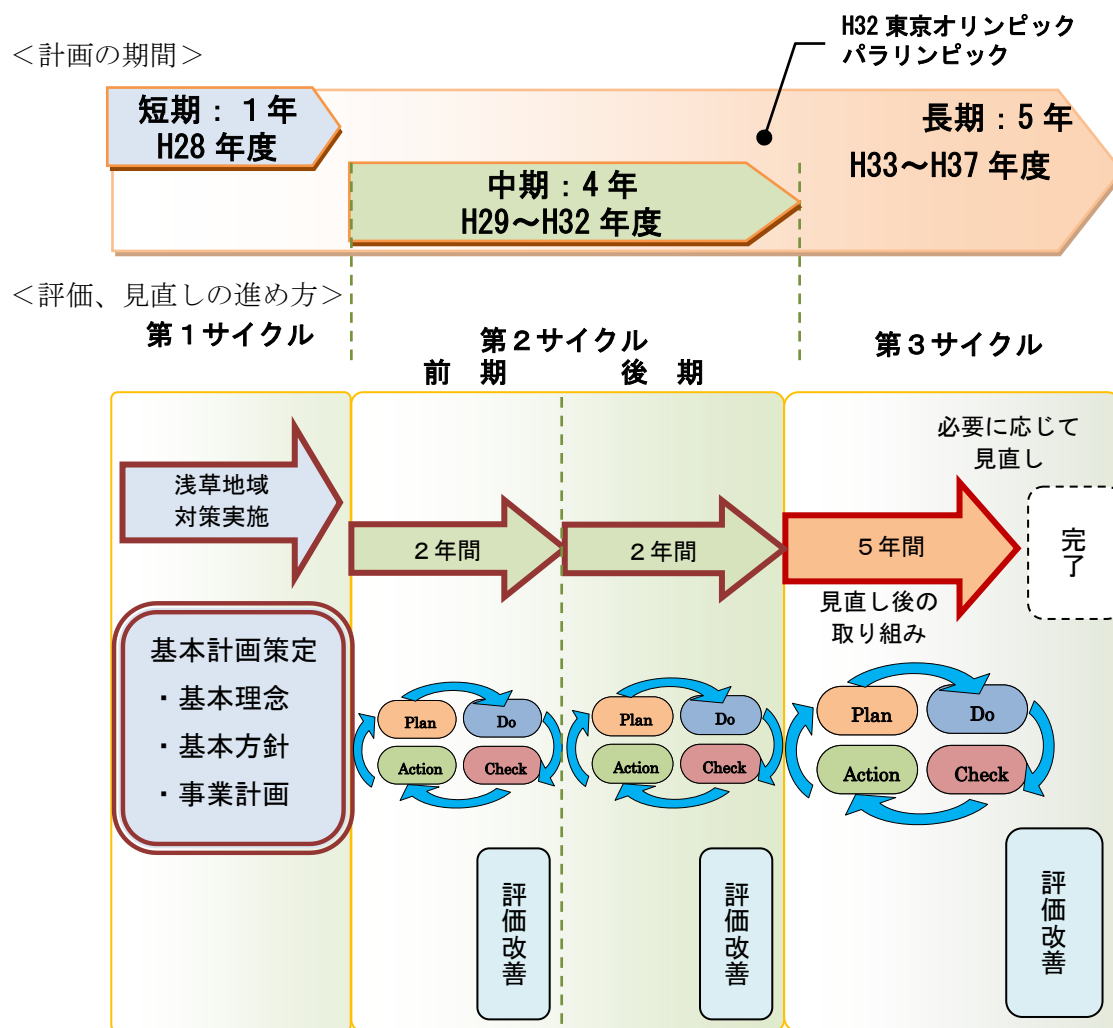 ＜計画の期間＞
H32 東京オリンピック
パラリンピック
短期：１年
H28 年度
中期：４年
H29～H32 年度
長期：５年
H33～H37 年度
＜評価、見直しの進め方＞
第１サイクル
第２サイクル
前　期
後　期
第３サイクル
浅草地域
対策実施
２年間
２年間
５年間
必要に応じて
見直し
完了
見直し後の
取り組み
基本計画策定
・基本理念
・基本方針
・事業計画
Plan
Do
Action
Check
Plan
Do
Action
Check
Plan
Do
Action
Check
評価改善
評価改善
評価改善